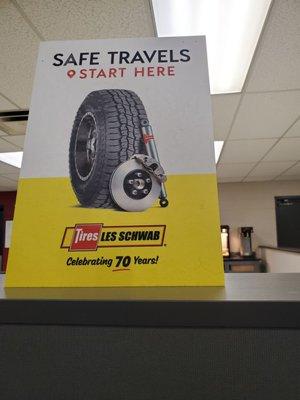 SAFE TRAVELS
START HERE
Tires LES SCHWAB
Celebrating 70 Years!